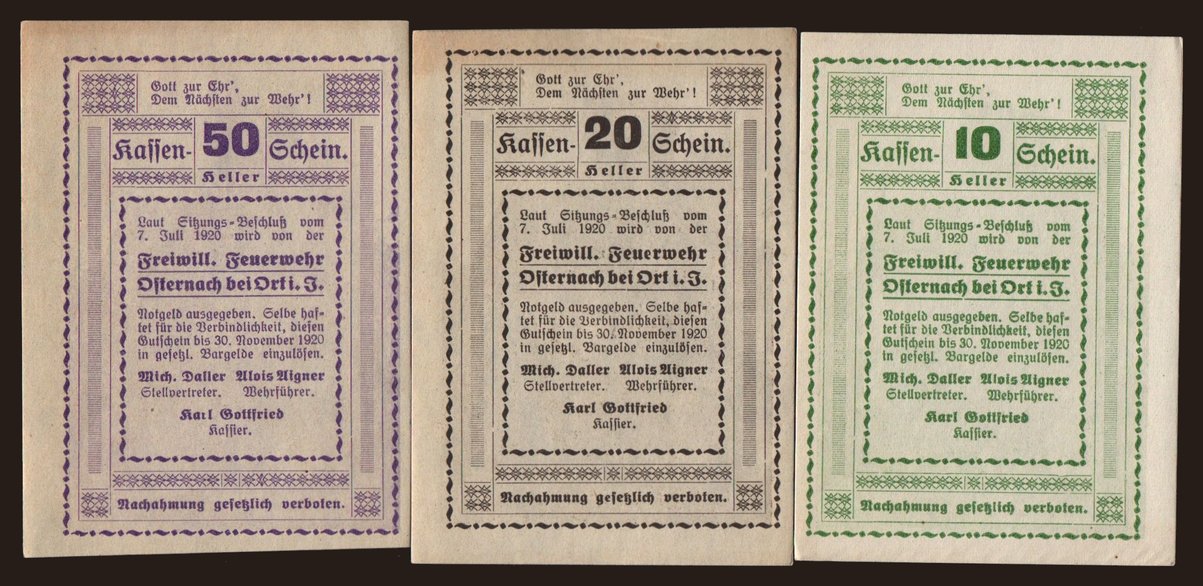 Gott zur Ehr',
Dem Nächsten zur Wehr'!
Kassen- 50 Schein.
Heller
Laut Sitzungs-Beschluß vom
7. Juli 1920 wird von der
Freiwill. Feuerwehr
Osternach bei Ort i. J.
Notgeld ausgegeben. Selbe haf-
tet für die Verbindlichkeit, diesen
Gutschein bis 30. November 1920
in gesetzl. Bargelde einzulösen.
Mich. Daller Alois Aigner
Stellvertreter. Wehrführer.
Karl Gottfried
Kassier.
Nachahmung gesetzlich verboten.
Gott zur Ehr',
Dem Nächsten zur Wehr'!
Kassen- 20 Schein.
Heller
Laut Sitzungs-Beschluß vom
7. Juli 1920 wird von der
Freiwill. Feuerwehr
Osternach bei Ort i. J.
Notgeld ausgegeben. Selbe haf-
tet für die Verbindlichkeit, diesen
Gutschein bis 30. November 1920
in gesetzl. Bargelde einzulösen.
Mich. Daller Alois Aigner
Stellvertreter. Wehrführer.
Karl Gottfried
Kassier.
Nachahmung gesetzlich verboten.
Gott zur Ehr',
Dem Nächsten zur Wehr'!
Kassen- 10 Schein.
Heller
Laut Sitzungs-Beschluß vom
7. Juli 1920 wird von der
Freiwill. Feuerwehr
Osternach bei Ort i. J.
Notgeld ausgegeben. Selbe haf-
tet für die Verbindlichkeit, diesen
Gutschein bis 30. November 1920
in gesetzl. Bargelde einzulösen.
Mich. Daller Alois Aigner
Stellvertreter. Wehrführer.
Karl Gottfried
Kassier.
Nachahmung gesetzlich verboten.